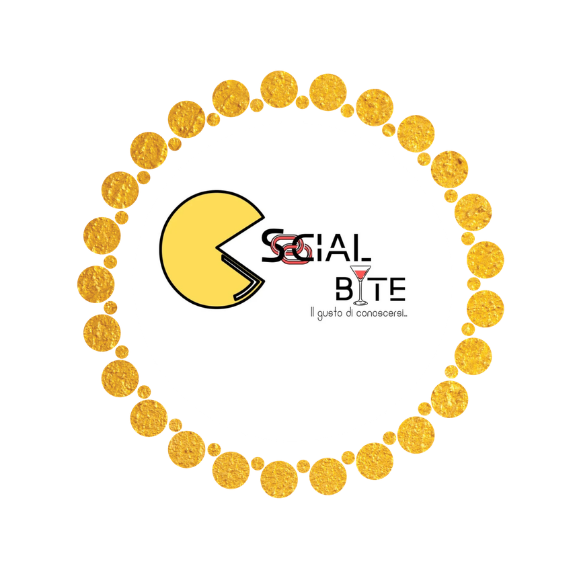 SOCIAL
BITE
Il gusto di conoscersi...